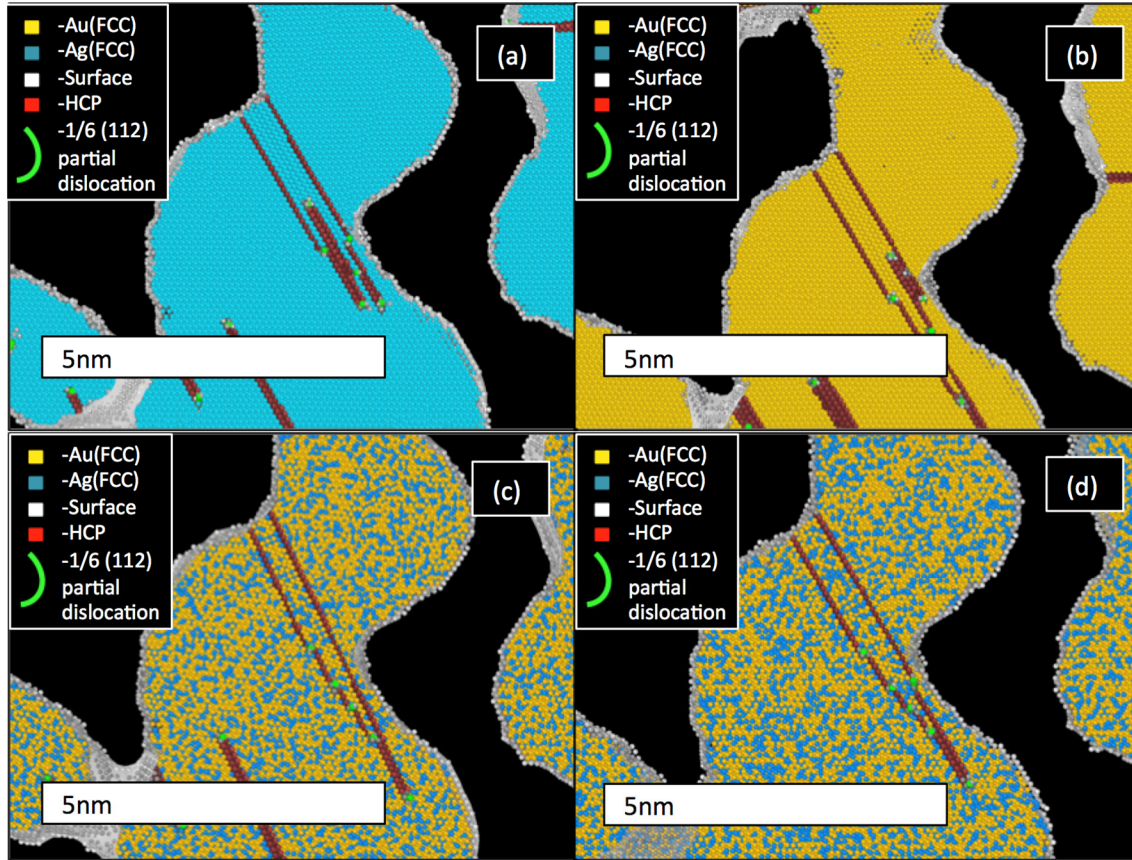 -Au(FCC)
-Ag(FCC)
-Surface
-HCP
-1/6 (112)
partial
dislocation
(a)
5nm
-Au(FCC)
-Ag(FCC)
-Surface
-HCP
-1/6 (112)
partial
dislocation
(b)
5nm
-Au(FCC)
-Ag(FCC)
-Surface
-HCP
-1/6 (112)
partial
dislocation
(c)
5nm
-Au(FCC)
-Ag(FCC)
-Surface
-HCP
-1/6 (112)
partial
dislocation
(d)
5nm